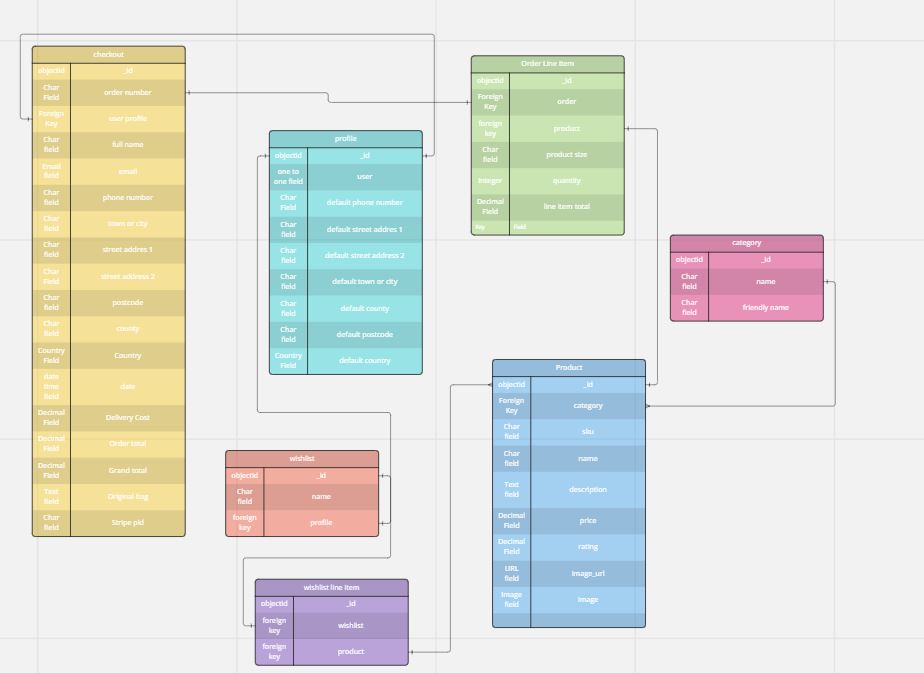 checkout
objectid _id
Char Field order number
Foreign Key user profile
Char field full name
Email field email
Char field phone number
Char field town or city
Char field street addres 1
Char Field street address 2
Char field postcode
Char field county
Country Field Country
date time field date
Decimal Field Delivery Cost
Decimal Field Order total
Decimal Field Grand total
Text field Original Bag
Char field Stripe pid
profile
objectid _id
one to one field user
Char Field default phone number
Char field default street addres 1
Char Field default street address 2
Char field default town or city
Char field default county
Char field default postcode
Country Field default country
Order Line Item
objectid _id
Foreign Key order
foreign key product
Char field product size
Integer quantity
Decimal Field line item total
Key Field
category
objectid _id
Char field name
Char Field friendly name
Product
objectid _id
Foreign Key category
Char field sku
Char Field name
Text field description
Decimal Field price
Decimal Field rating
URL field image_url
Image field image
wishlist
objectid _id
Char field name
foreign key profile
wishlist line item
objectid _id
foreign key wishlist
foreign key product